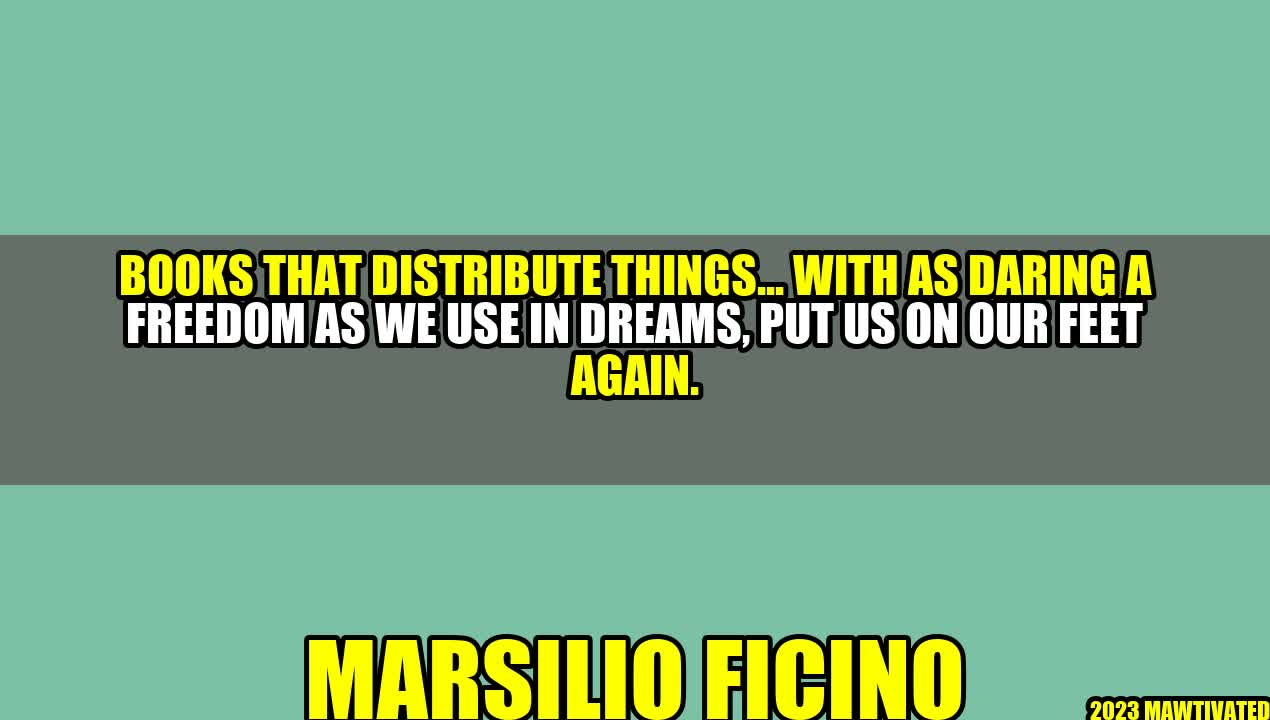 BOOKS THAT DISTRIBUTE THINGS... WITH AS DARING A
FREEDOM AS WE USE IN DREAMS, PUT US ON OUR FEET
AGAIN.
MARSILIO FICINO
2023 MAWTIVATED